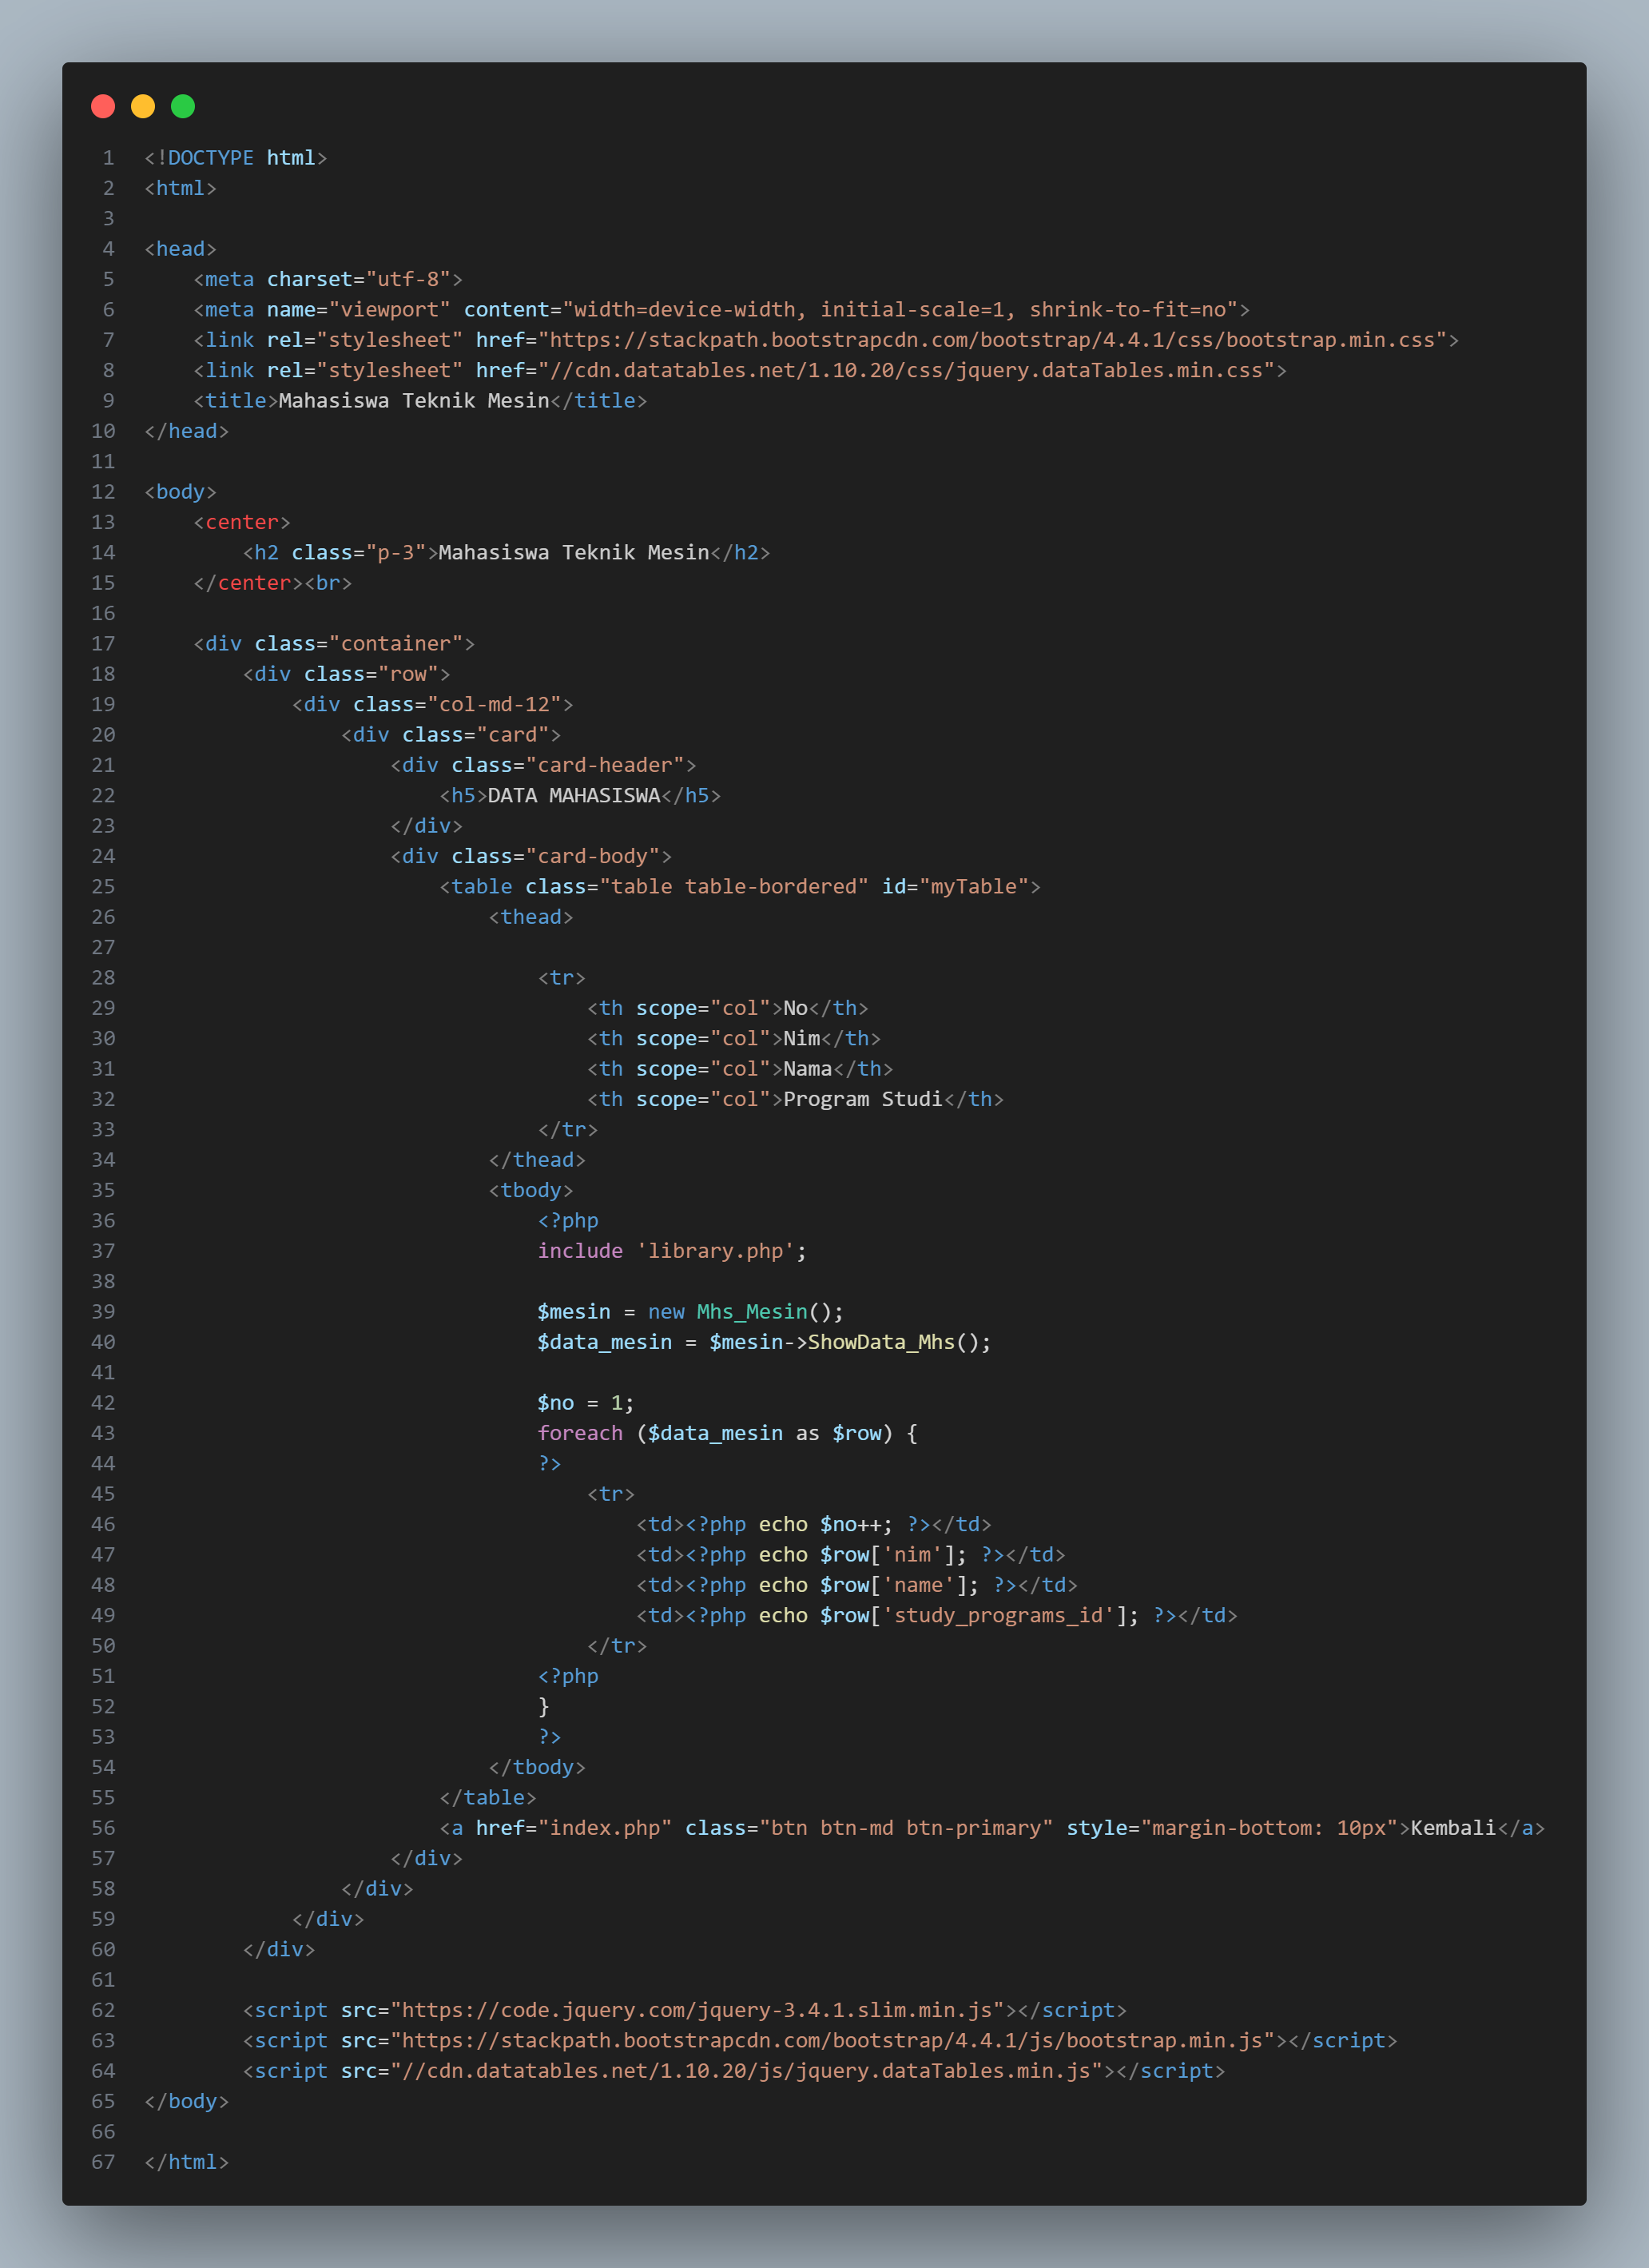 1 <!DOCTYPE html>
2 <html>
3
4 <head>
5     <meta charset="utf-8">
6     <meta name="viewport" content="width=device-width, initial-scale=1, shrink-to-fit=no">
7     <link rel="stylesheet" href="https://stackpath.bootstrapcdn.com/bootstrap/4.4.1/css/bootstrap.min.css">
8     <link rel="stylesheet" href="//cdn.datatables.net/1.10.20/css/jquery.dataTables.min.css">
9     <title>Mahasiswa Teknik Mesin</title>
10 </head>
11
12 <body>
13     <center>
14         <h2 class="p-3">Mahasiswa Teknik Mesin</h2>
15     </center><br>
16
17     <div class="container">
18         <div class="row">
19             <div class="col-md-12">
20                 <div class="card">
21                     <div class="card-header">
22                         <h5>DATA MAHASISWA</h5>
23                     </div>
24                     <div class="card-body">
25                         <table class="table table-bordered" id="myTable">
26                             <thead>
27
28                                 <tr>
29                                     <th scope="col">No</th>
30                                     <th scope="col">Nim</th>
31                                     <th scope="col">Nama</th>
32                                     <th scope="col">Program Studi</th>
33                                 </tr>
34                             </thead>
35                             <tbody>
36                                 <?php
37                                 include 'library.php';
38
39                                 $mesin = new Mhs_Mesin();
40                                 $data_mesin = $mesin->ShowData_Mhs();
41
42                                 $no = 1;
43                                 foreach ($data_mesin as $row) {
44                                 ?>
45                                     <tr>
46                                         <td><?php echo $no++; ?></td>
47                                         <td><?php echo $row['nim']; ?></td>
48                                         <td><?php echo $row['name']; ?></td>
49                                         <td><?php echo $row['study_programs_id']; ?></td>
50                                     </tr>
51                                 <?php
52                                 }
53                                 ?>
54                             </tbody>
55                         </table>
56                         <a href="index.php" class="btn btn-md btn-primary" style="margin-bottom: 10px">Kembali</a>
57                     </div>
58                 </div>
59             </div>
60         </div>
61
62         <script src="https://code.jquery.com/jquery-3.4.1.slim.min.js"></script>
63         <script src="https://stackpath.bootstrapcdn.com/bootstrap/4.4.1/js/bootstrap.min.js"></script>
64         <script src="//cdn.datatables.net/1.10.20/js/jquery.dataTables.min.js"></script>
65 </body>
66
67 </html>